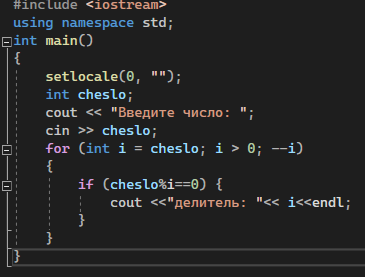 #include <iostream>
using namespace std;
int main()
{
setlocale(0, "");
int cheslo;
cout << "Введите число: ";
cin >> cheslo;
for (int i = cheslo; i > 0; --i)
{
if (cheslo%i==0) {
cout <<"делитель: "<< i<<endl;
}
}
}